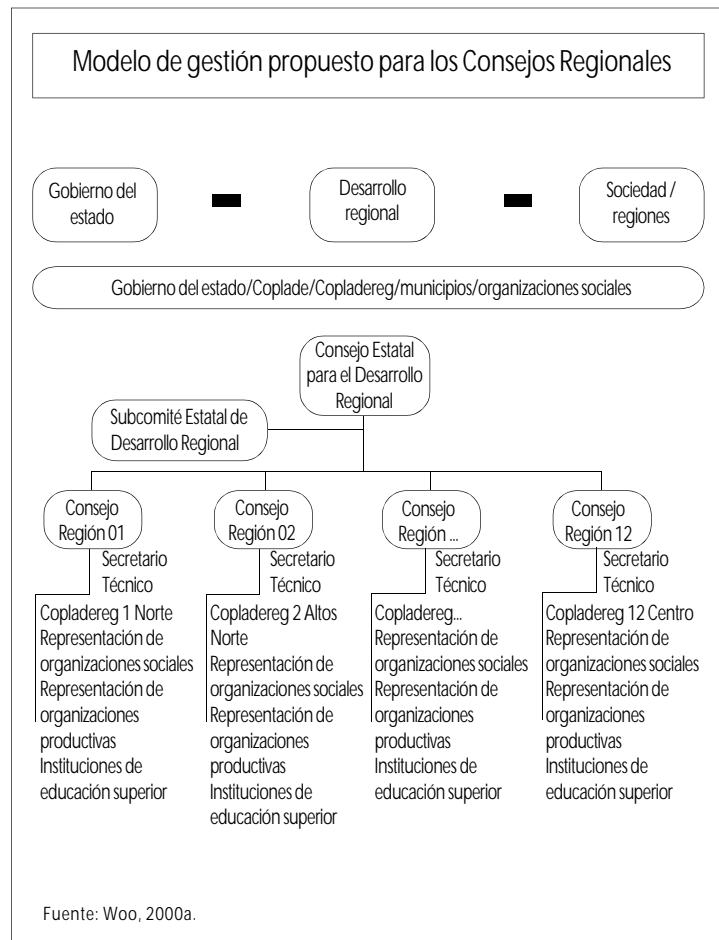 Modelo de gestión propuesto para los Consejos Regionales
Gobierno del
estado
Desarrollo
regional
Sociedad /
regiones
Gobierno del estado/Coplade/Copladereg/municipios/organizaciones sociales
Consejo Estatal
para el Desarrollo
Regional
Subcomité Estatal de
Desarrollo Regional
Consejo
Región 01
Secretario
Técnico
Copladereg 1 Norte
Representación de
organizaciones sociales
Representación de
organizaciones
productivas
Instituciones de
educación superior
Consejo
Región 02
Secretario
Técnico
Copladereg 2 Altos
Norte
Representación de
organizaciones sociales
Representación de
organizaciones
productivas
Instituciones de
educación superior
Consejo
Región ...
Secretario
Técnico
Copladereg...
Representación de
organizaciones sociales
Representación de
organizaciones
productivas
Instituciones de
educación superior
Consejo
Región 12
Secretario
Técnico
Copladereg 12 Centro
Representación de
organizaciones sociales
Representación de
organizaciones
productivas
Instituciones de
educación superior
Fuente: Woo, 2000a.